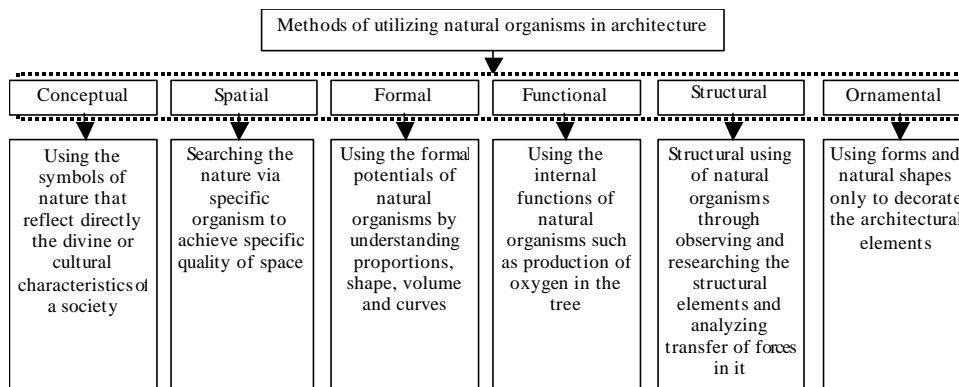 Methods of utilizing natural organisms in architecture
Conceptual
Spatial
Formal
Functional
Structural
Ornamental
Using the
symbols of
nature that
reflect directly
the divine or
cultural
characteristics of
a society
Searching the
nature via
specific
organism to
achieve specific
quality of space
Using the formal
potentials of
natural
organisms by
understanding
proportions,
shape, volume
and curves
Using the
internal
functions of
natural
organisms such
as production of
oxygen in the
tree
Structural using
of natural
organisms
through
observing and
researching the
structural
elements and
analyzing
transfer of forces
in it
Using forms and
natural shapes
only to decorate
the architectural
elements